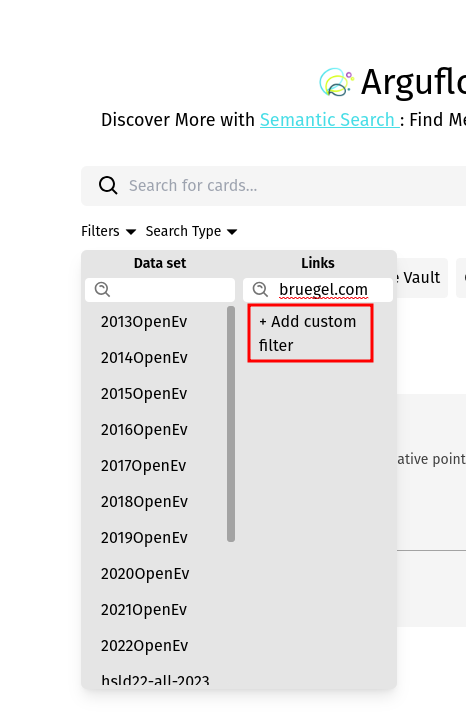 Arguflo
Discover More with Semantic Search : Find Me
Search for cards...
Filters Search Type
Data set Links
e Vault
bruegel.com
2013OpenEv
+ Add custom
filter
2014OpenEv
2015OpenEv
2016OpenEv
ative point
2017OpenEv
2018OpenEv
2019OpenEv
2020OpenEv
2021OpenEv
2022OpenEv
hsld22-all-2023